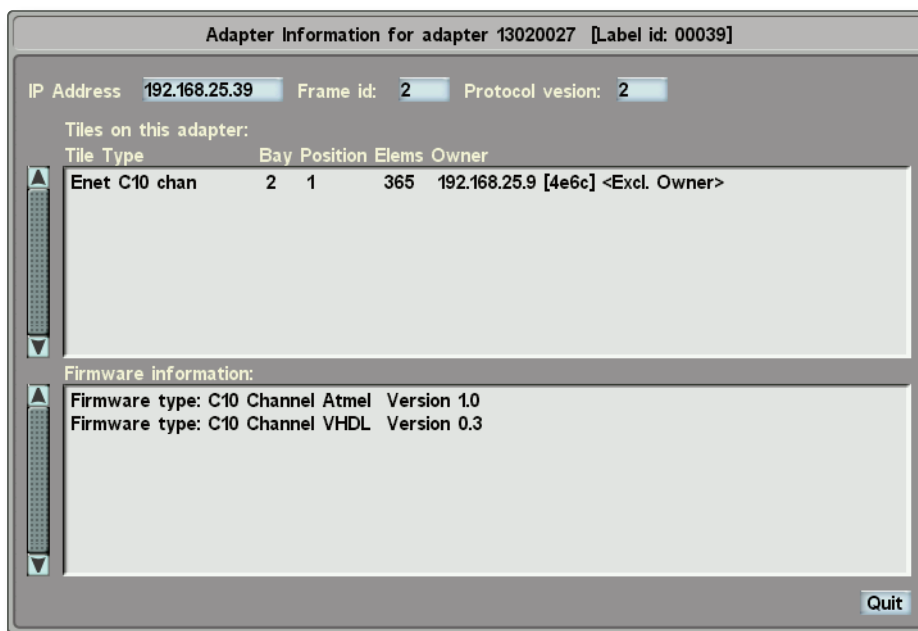 Adapter Information for adapter 13020027 [Label id: 00039]
IP Address 192.168.25.39 Frame id: 2 Protocol vesion: 2
Tiles on this adapter:
Tile Type Bay Position Elems Owner
Enet C10 chan 2 1 365 192.168.25.9 [4e6c] <Excl. Owner>
Firmware information:
Firmware type: C10 Channel Atmel Version 1.0
Firmware type: C10 Channel VHDL Version 0.3
Quit